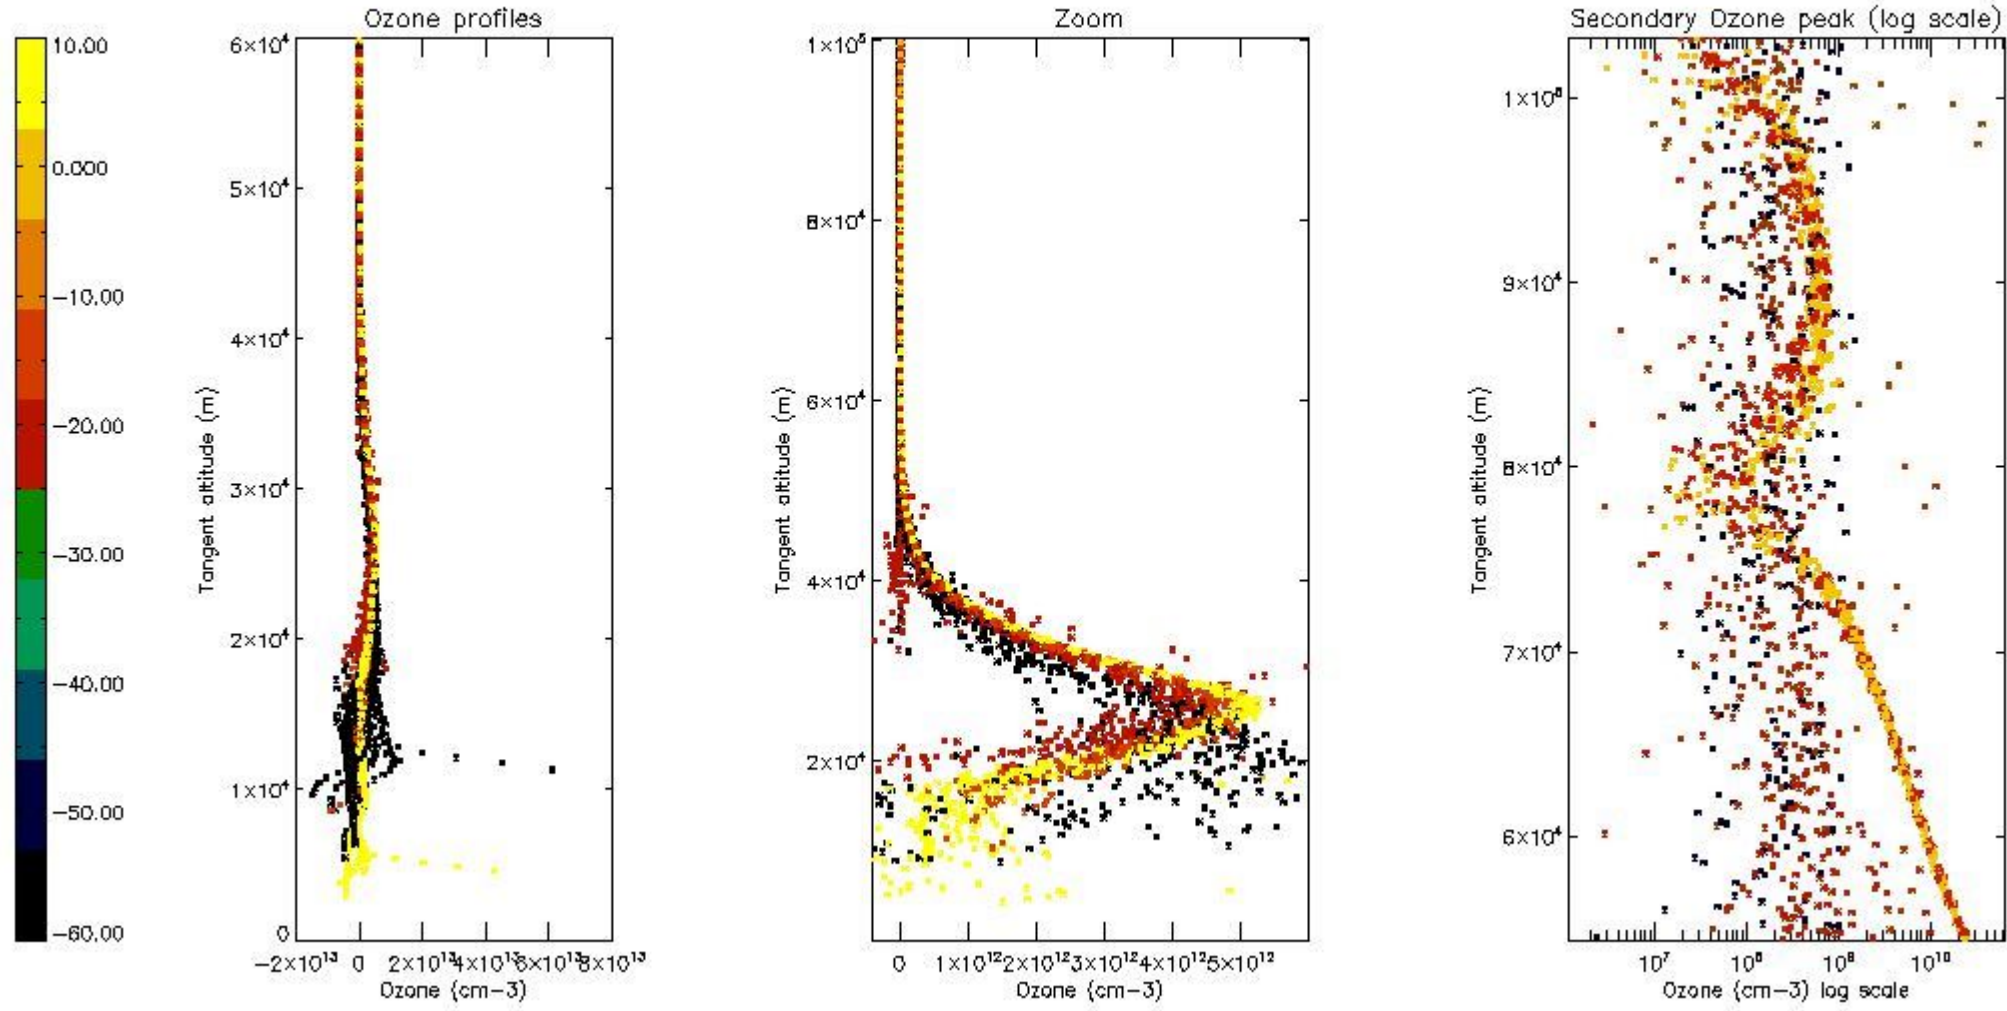 Ozone profiles
Zoom
Secondary Ozone peak (log scale)
10.00
0.000
−10.00
−20.00
−30.00
−40.00
−50.00
−60.00
6×10⁴
5×10⁴
4×10⁴
3×10⁴
2×10⁴
1×10⁴
0
Tangent altitude (m)
−2×10¹³ 0 2×10¹³ 4×10¹³ 6×10¹³ 8×10¹³
Ozone (cm−3)
1×10⁵
8×10⁴
6×10⁴
4×10⁴
2×10⁴
Tangent altitude (m)
0 1×10¹² 2×10¹² 3×10¹² 4×10¹² 5×10¹²
Ozone (cm−3)
1×10⁵
9×10⁴
8×10⁴
7×10⁴
6×10⁴
Tangent altitude (m)
10⁷ 10⁸ 10⁹ 10¹⁰
Ozone (cm−3) log scale